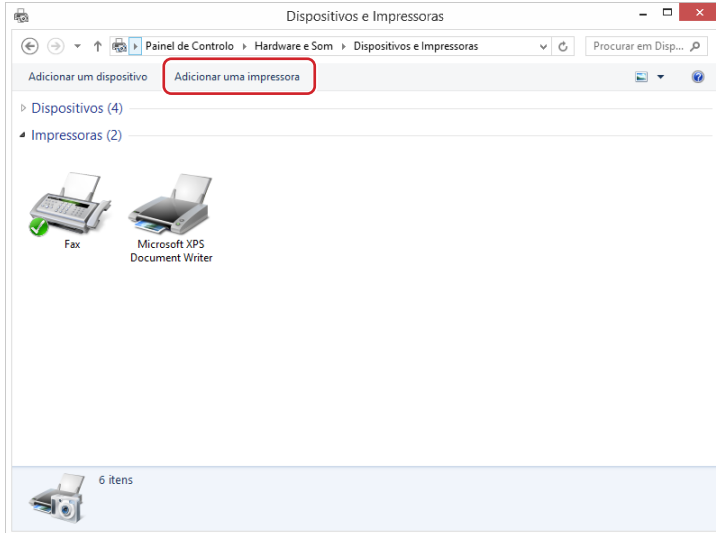 Dispositivos e Impressoras
Painel de Controlo Hardware e Som Dispositivos e Impressoras Procurar em Disp...
Adicionar um dispositivo Adicionar uma impressora
Dispositivos (4)
Impressoras (2)
Fax
Microsoft XPS
Document Writer
6 itens